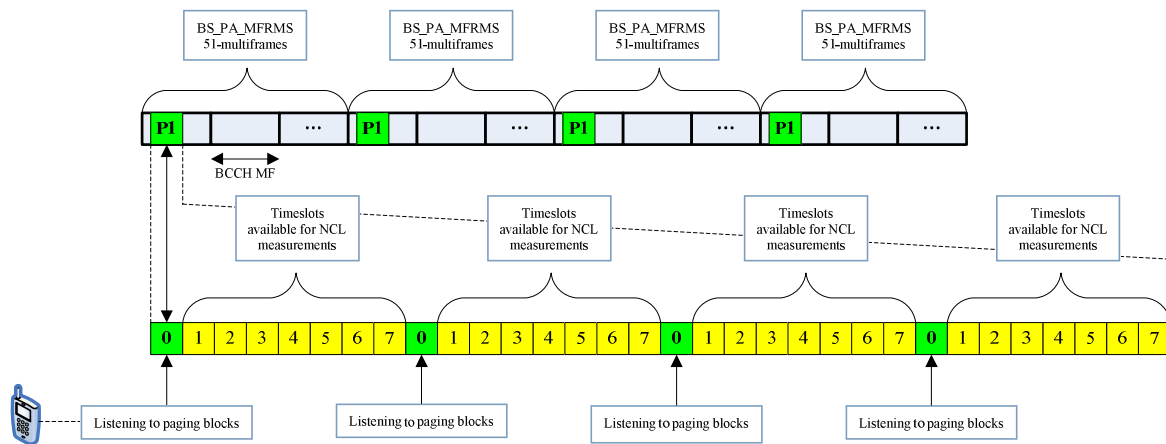 BS_PA_MFRMS
51-multiframes
BS_PA_MFRMS
51-multiframes
BS_PA_MFRMS
51-multiframes
BS_PA_MFRMS
51-multiframes
P1 ... P1 ... P1 ... P1 ...
BCCH MF
Timeslots
available for NCL
measurements
Timeslots
available for NCL
measurements
Timeslots
available for NCL
measurements
Timeslots
available for NCL
measurements
0 1 2 3 4 5 6 7 0 1 2 3 4 5 6 7 0 1 2 3 4 5 6 7 0 1 2 3 4 5 6 7
Listening to paging blocks
Listening to paging blocks
Listening to paging blocks
Listening to paging blocks